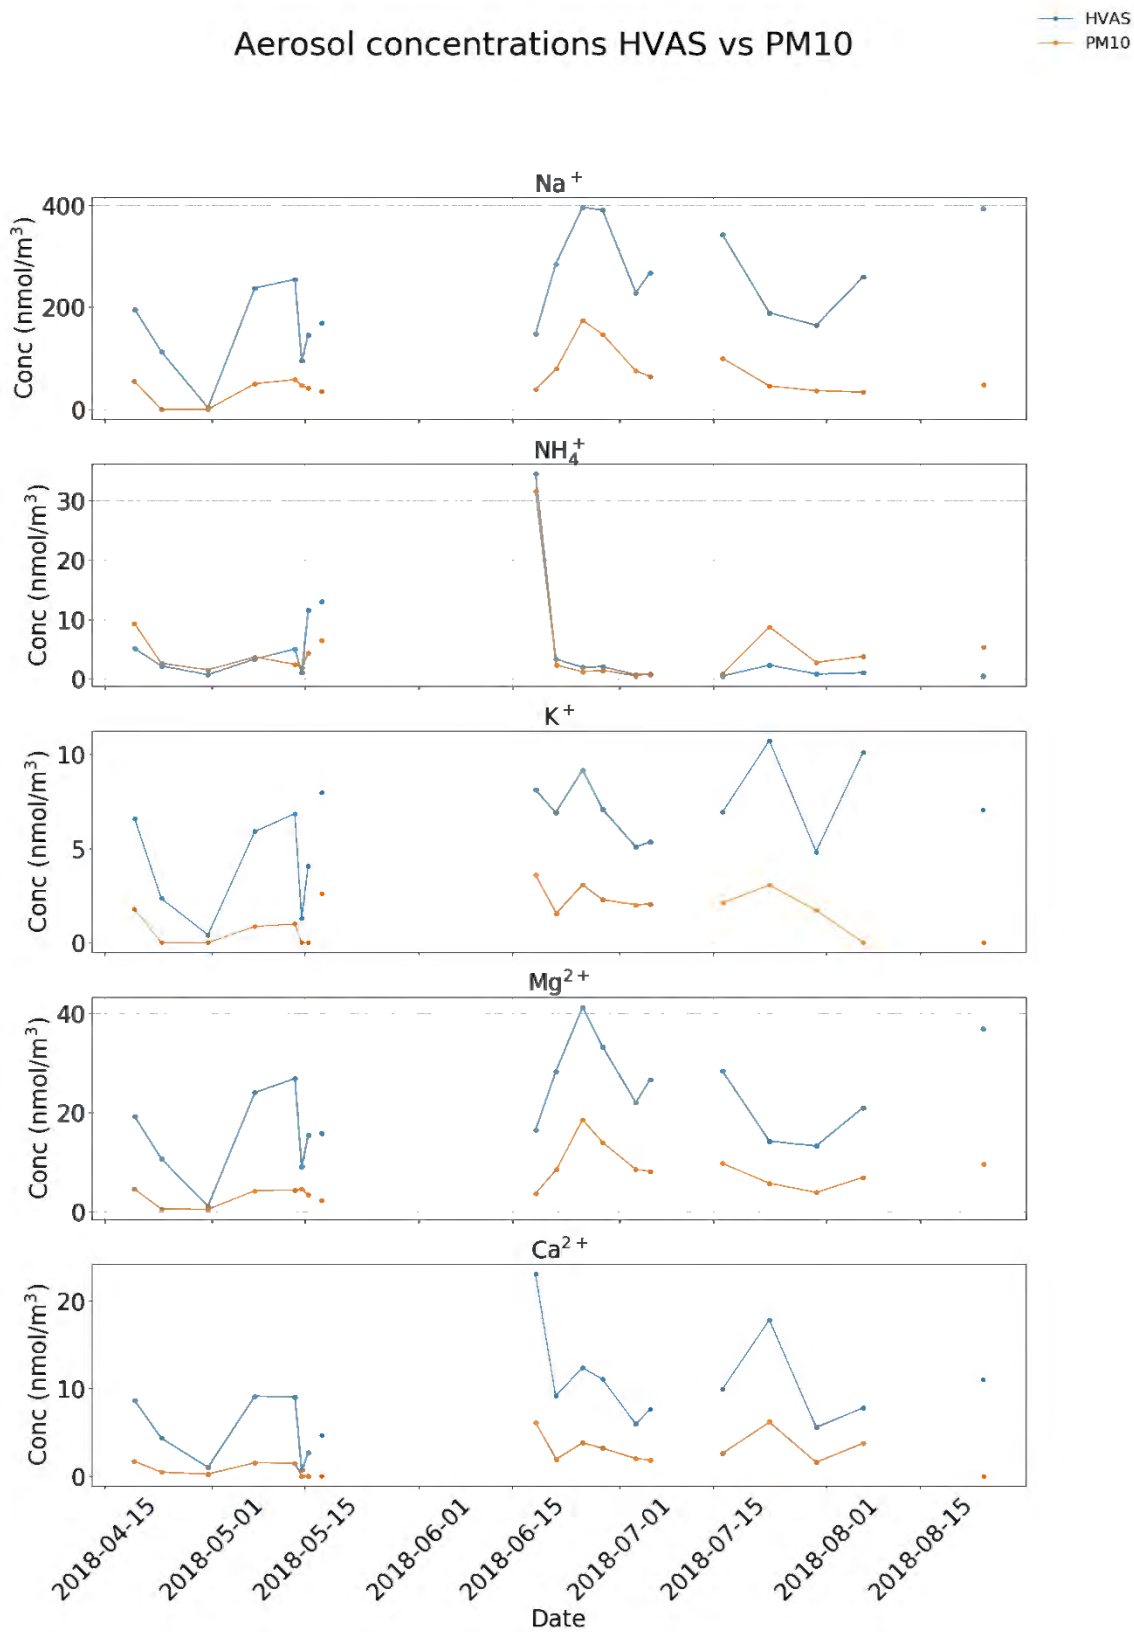 HVAS
PM10
Aerosol concentrations HVAS vs PM10
Na⁺
Conc (nmol/m³)
400
200
0
NH₄⁺
Conc (nmol/m³)
30
20
10
0
K⁺
Conc (nmol/m³)
10
5
0
Mg²⁺
Conc (nmol/m³)
40
20
0
Ca²⁺
Conc (nmol/m³)
20
10
0
2018-04-15
2018-05-01
2018-05-15
2018-06-01
2018-06-15
2018-07-01
2018-07-15
2018-08-01
2018-08-15
Date